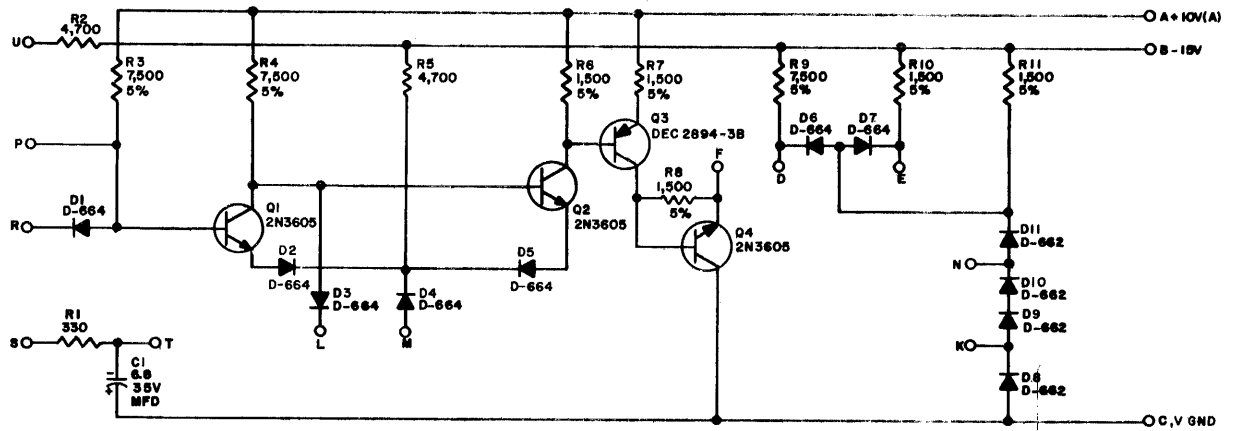 A+10V(A)
R2
4,700
U
B-15V
R3
7,500
5%
R4
7,500
5%
R5
4,700
R6
1,500
5%
R7
1,500
5%
R9
7,500
5%
R10
1,500
5%
R11
1,500
5%
Q3
DEC 2894-3B
D6
D-664
D7
D-664
P
F
D
E
R8
1,500
5%
D1
D-664
R
Q1
2N3605
Q2
2N3605
Q4
2N3605
D2
D-664
D5
D-664
D11
D-662
N
D3
D-664
D4
D-664
D10
D-662
D9
D-662
R1
330
S
T
L
M
K
C1
6.8
35V
MFD
-
+
D8
D-662
C,V GND